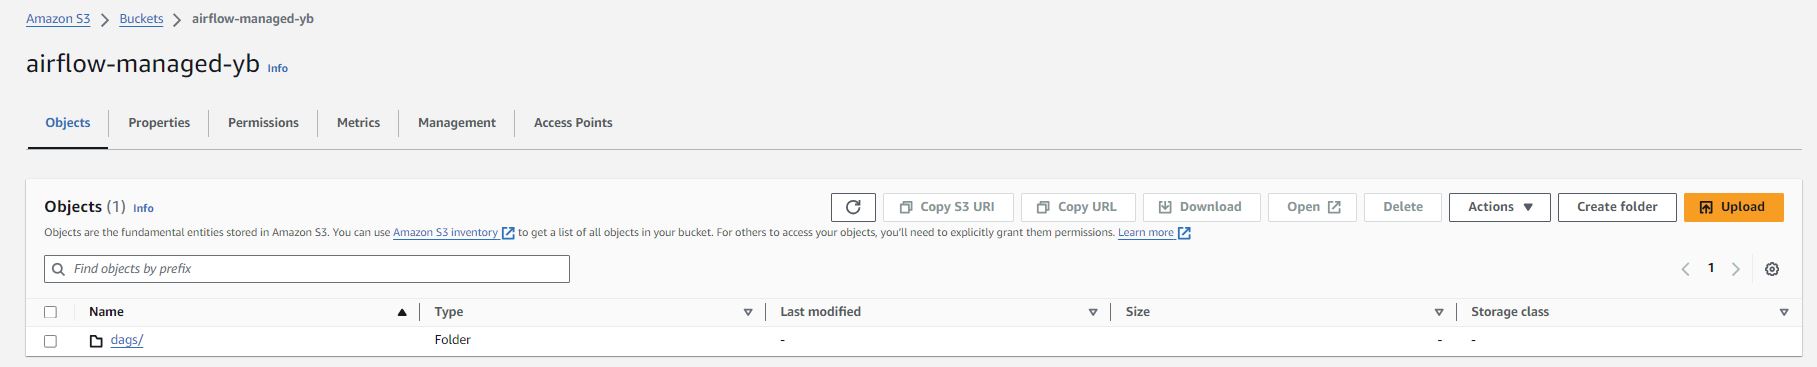 Amazon S3 > Buckets > airflow-managed-yb
airflow-managed-yb Info
Objects Properties Permissions Metrics Management Access Points
Objects (1) Info Copy S3 URI Copy URL Download Open Delete Actions Create folder Upload
Objects are the fundamental entities stored in Amazon S3. You can use Amazon S3 inventory to get a list of all objects in your bucket. For others to access your objects, you'll need to explicitly grant them permissions. Learn more
Find objects by prefix < 1 >
Name Type Last modified Size Storage class
dags/ Folder - - -